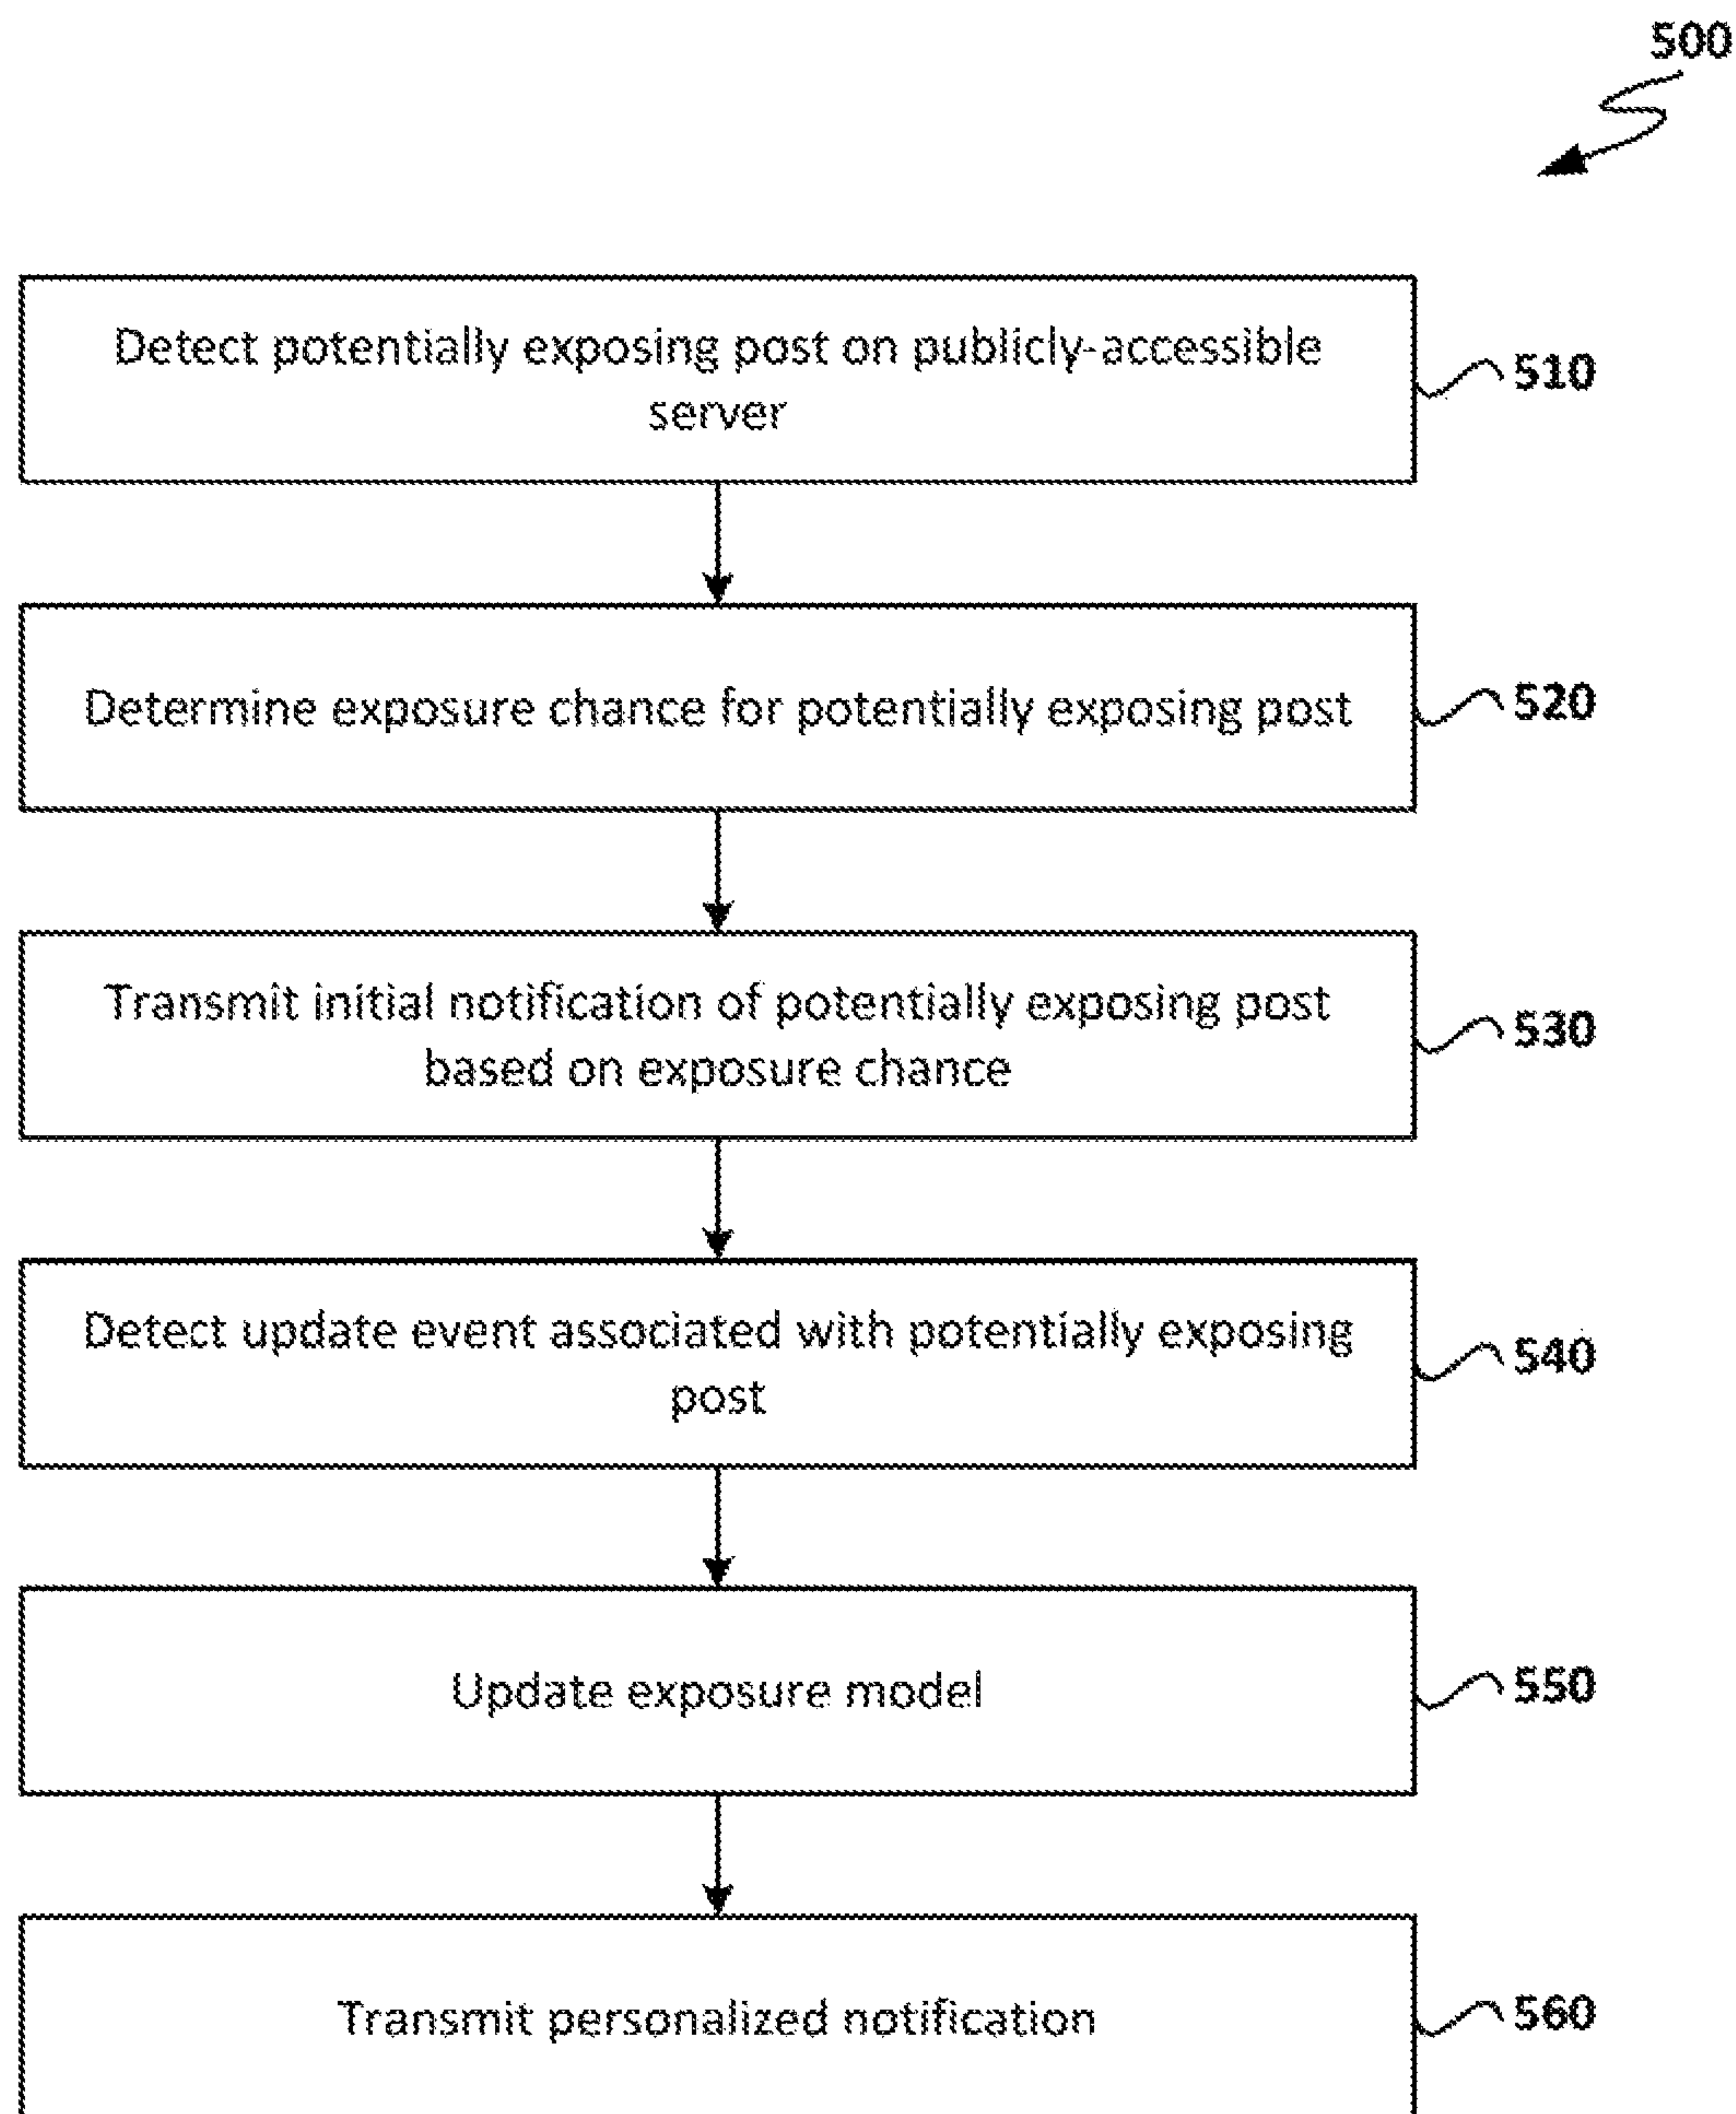 500
Detect potentially exposing post on publicly-accessible
server
510
Determine exposure chance for potentially exposing post
520
Transmit initial notification of potentially exposing post
based on exposure chance
530
Detect update event associated with potentially exposing
post
540
Update exposure model
550
Transmit personalized notification
560